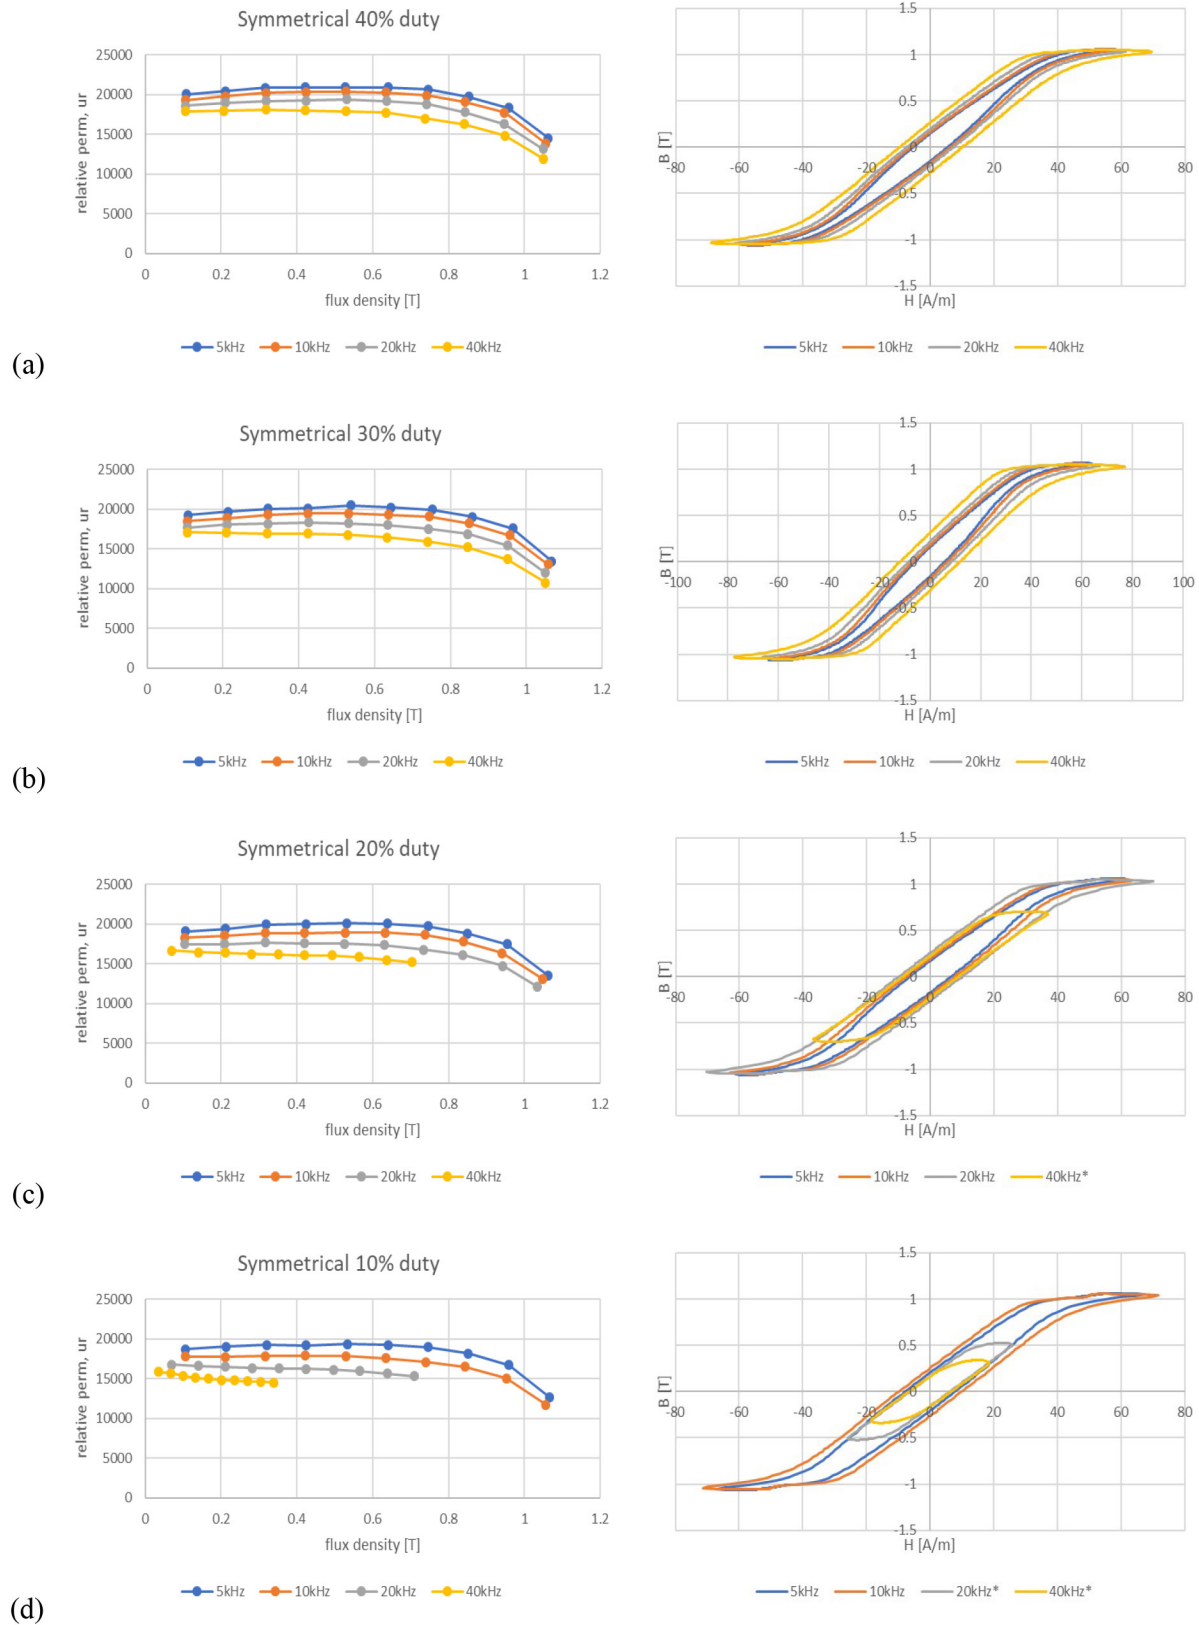 Symmetrical 40% duty
25000
20000
15000
10000
5000
0
relative perm, ur
0 0.2 0.4 0.6 0.8 1 1.2
flux density [T]
5kHz 10kHz 20kHz 40kHz
1.5
1
0.5
0
-0.5
-1
-1.5
B [T]
-80 -60 -40 -20 0 20 40 60 80
H [A/m]
5kHz 10kHz 20kHz 40kHz
(a)
Symmetrical 30% duty
25000
20000
15000
10000
5000
0
relative perm, ur
0 0.2 0.4 0.6 0.8 1 1.2
flux density [T]
5kHz 10kHz 20kHz 40kHz
1.5
1
0.5
0
-0.5
-1
-1.5
B [T]
-100 -80 -60 -40 -20 0 20 40 60 80 100
H [A/m]
5kHz 10kHz 20kHz 40kHz
(b)
Symmetrical 20% duty
25000
20000
15000
10000
5000
0
relative perm, ur
0 0.2 0.4 0.6 0.8 1 1.2
flux density [T]
5kHz 10kHz 20kHz 40kHz
1.5
1
0.5
0
-0.5
-1
-1.5
B [T]
-80 -60 -40 -20 0 20 40 60 80
H [A/m]
5kHz 10kHz 20kHz 40kHz*
(c)
Symmetrical 10% duty
25000
20000
15000
10000
5000
0
relative perm, ur
0 0.2 0.4 0.6 0.8 1 1.2
flux density [T]
5kHz 10kHz 20kHz 40kHz
1.5
1
0.5
0
-0.5
-1
-1.5
B [T]
-80 -60 -40 -20 0 20 40 60 80
H [A/m]
5kHz 10kHz 20kHz* 40kHz*
(d)